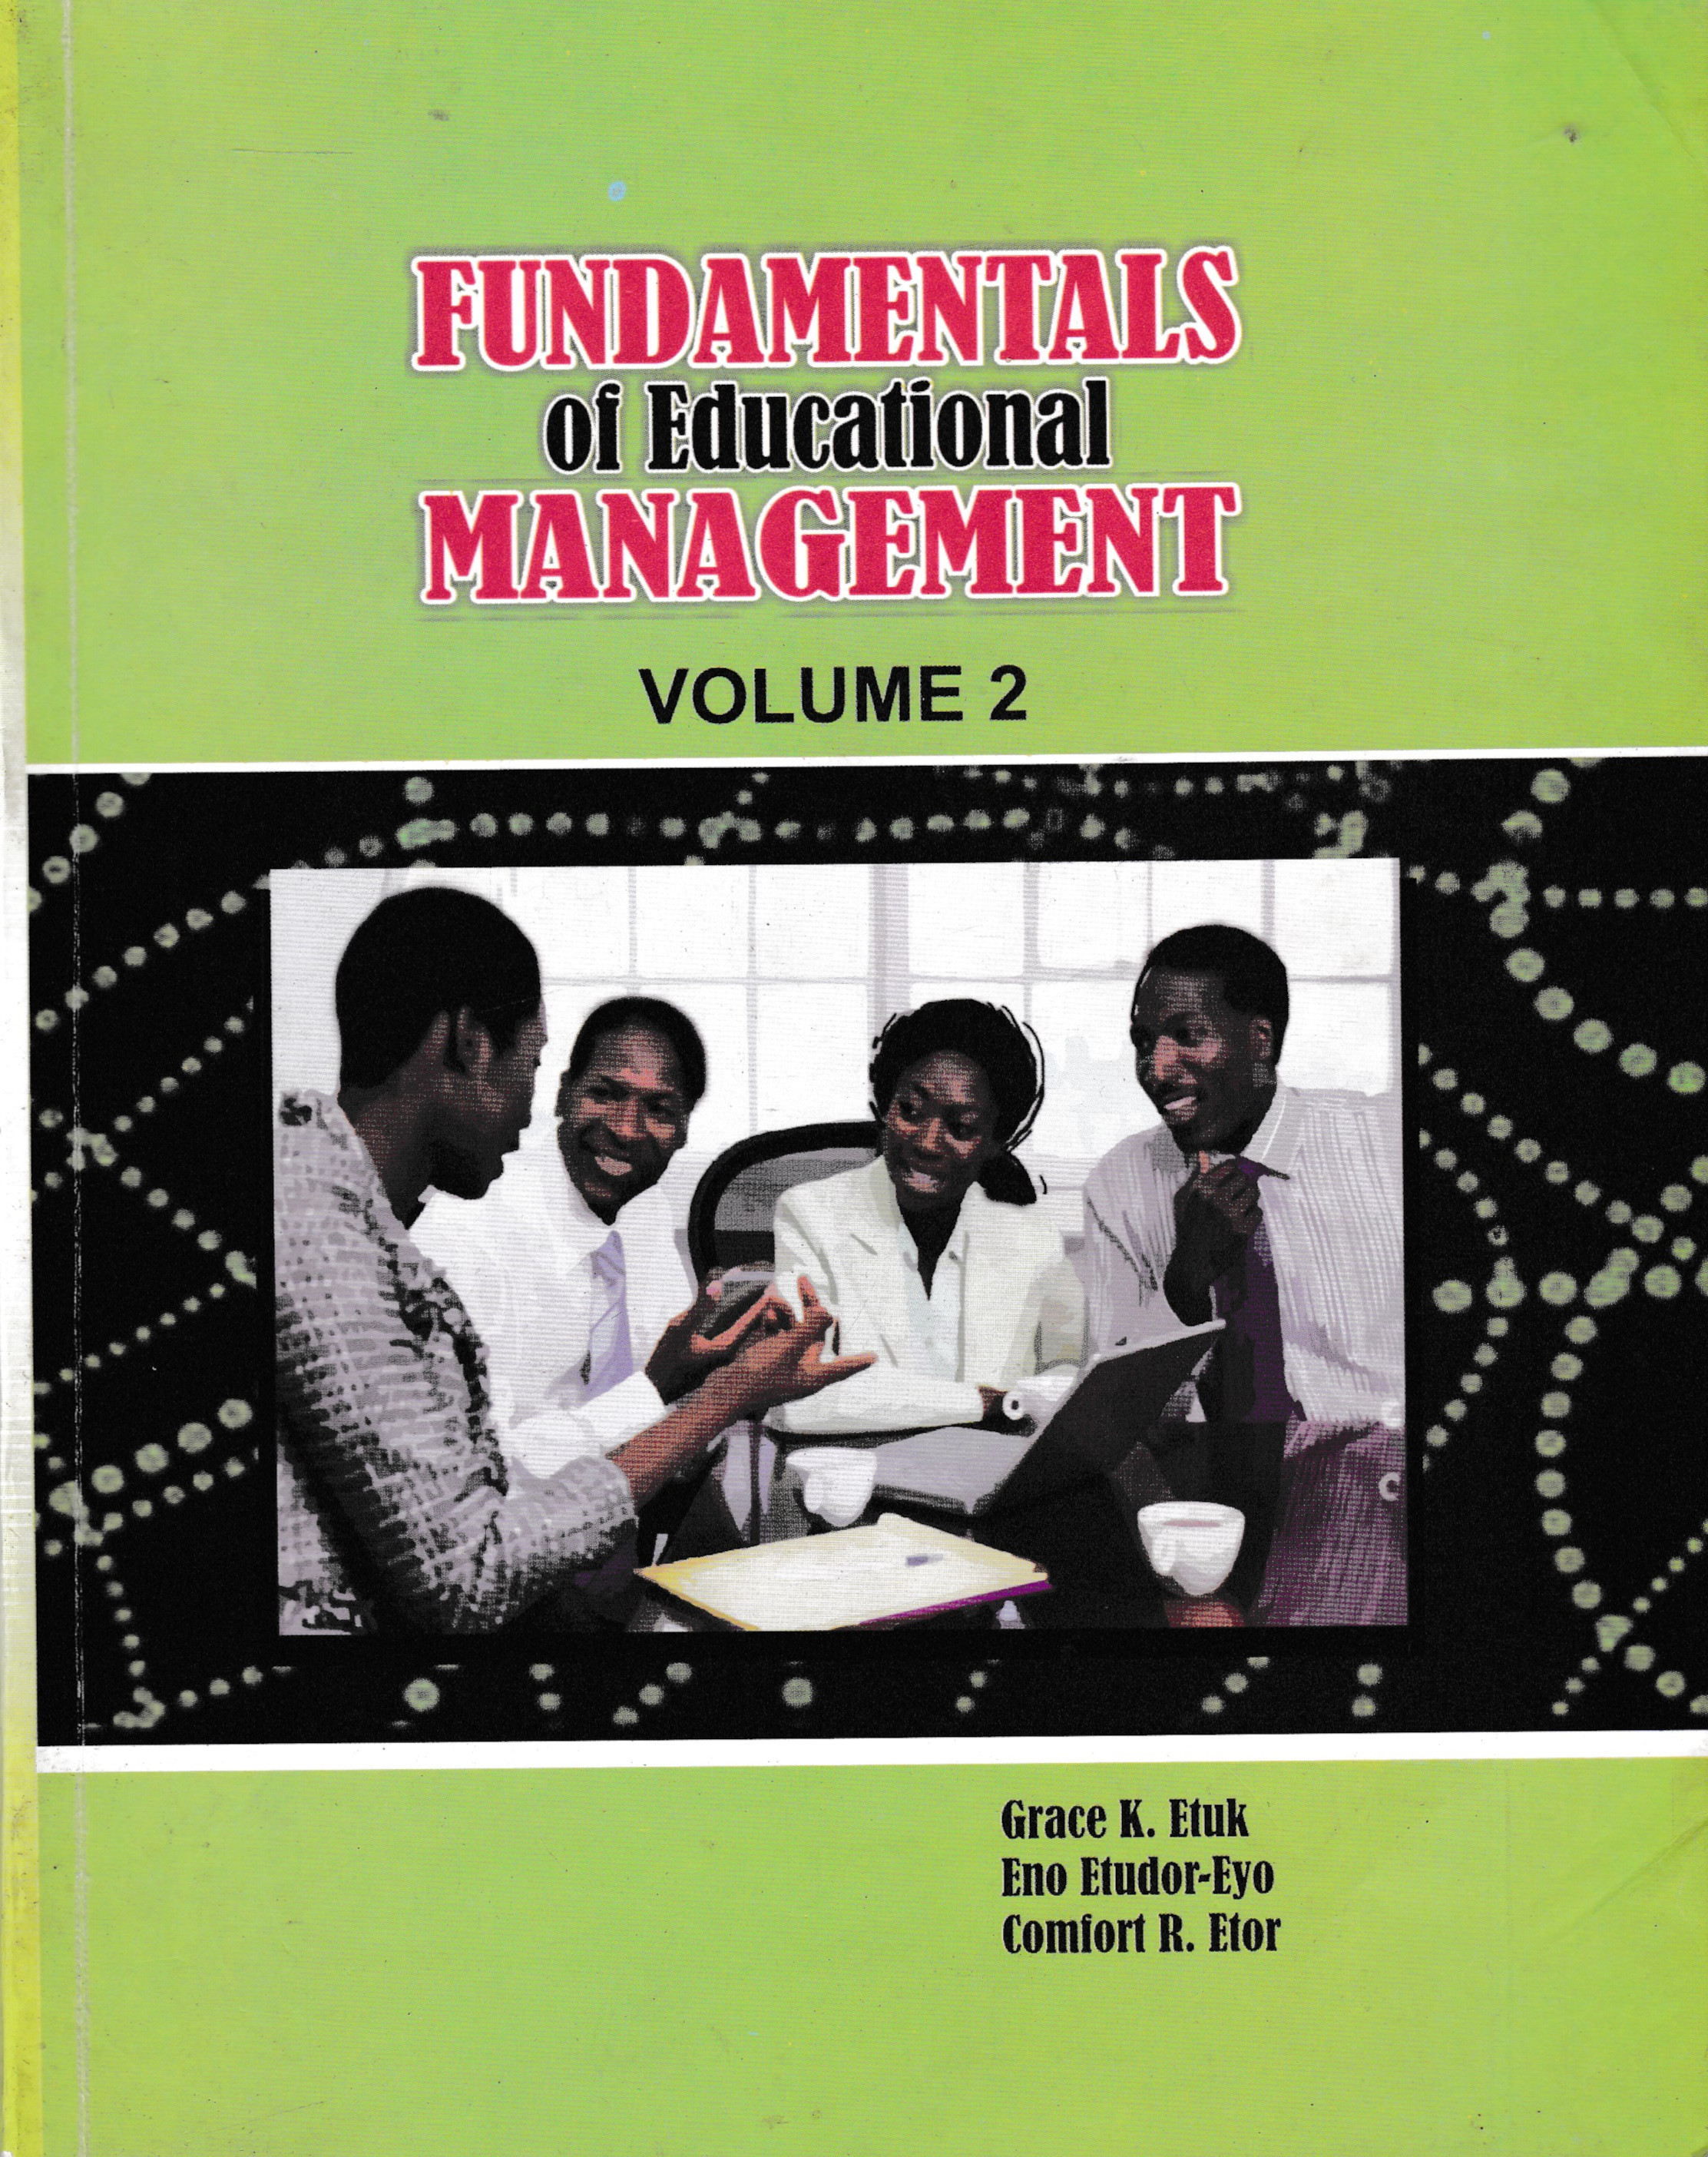 FUNDAMENTALS
of Educational
MANAGEMENT
VOLUME 2
Grace K. Etuk
Eno Etudor-Eyo
Comfort R. Etor